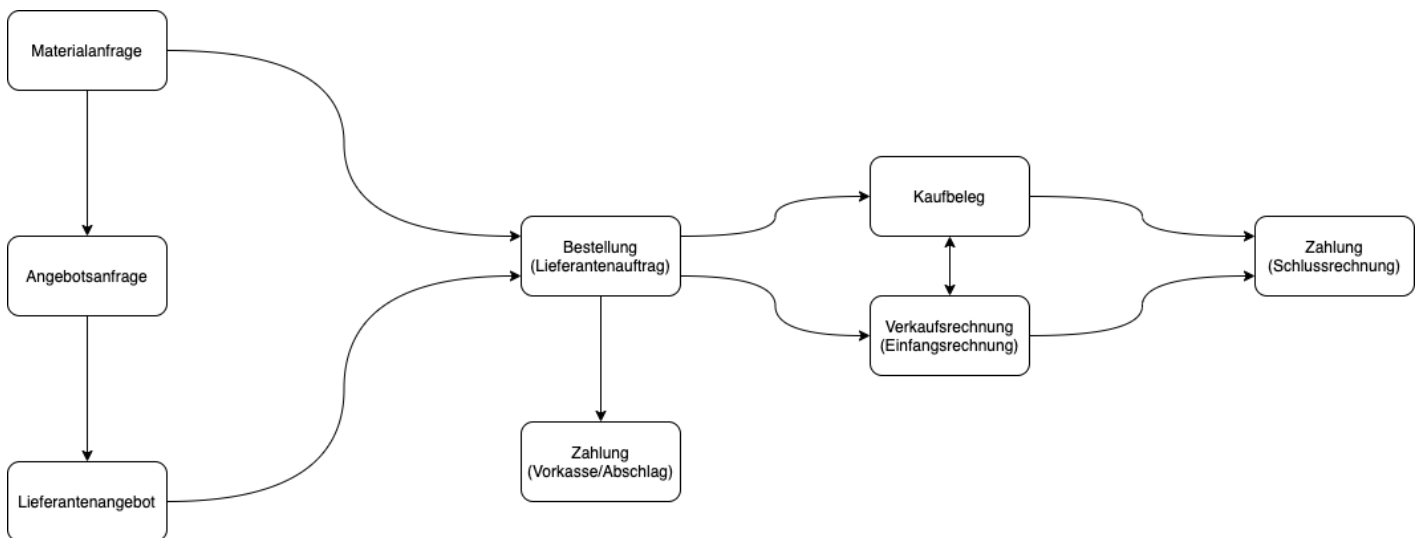 Materialanfrage
Angebotsanfrage
Lieferantenangebot
Bestellung
(Lieferantenauftrag)
Zahlung
(Vorkasse/Abschlag)
Kaufbeleg
Verkaufsrechnung
(Einfangsrechnung)
Zahlung
(Schlussrechnung)